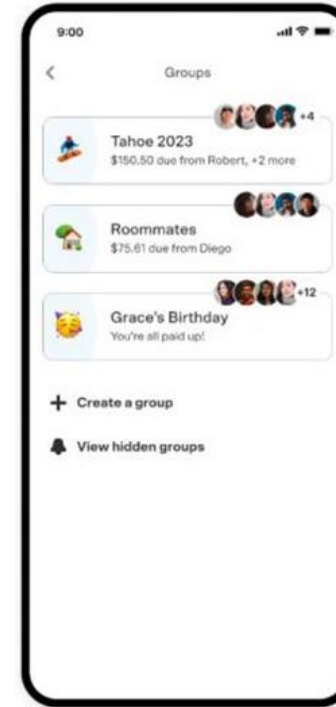 9:00
Groups
+4
Tahoe 2023
$150.50 due from Robert, +2 more
Roommates
$75.61 due from Diego
+12
Grace's Birthday
You're all paid up!
+ Create a group
View hidden groups